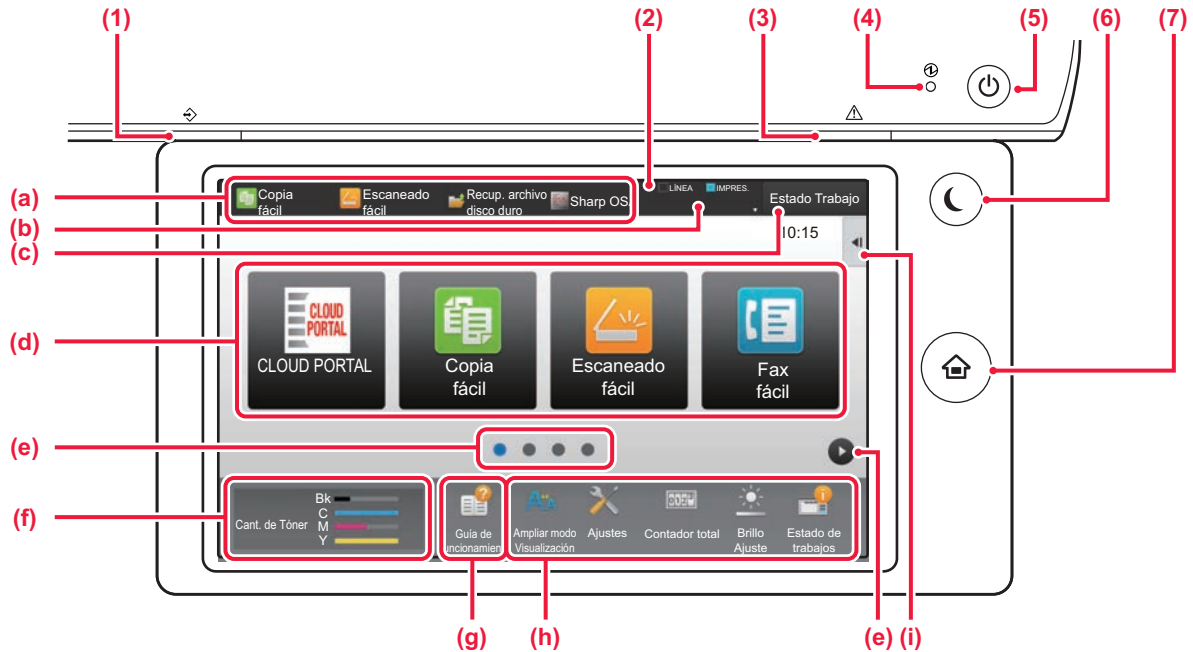 (1)
(2)
(3)
(4)
(5)
(6)
(7)
(a)
Copia
fácil
Escaneado
fácil
Recup. archivo
disco duro
Sharp OS
LÍNEA
IMPRES.
Estado Trabajo
(b)
(c)
10:15
(d)
CLOUD
PORTAL
CLOUD PORTAL
Copia
fácil
Escaneado
fácil
Fax
fácil
(e)
(f)
Cant. de Tóner
Bk
C
M
Y
Guia de
uncionamien
Ampliar modo
Visualización
Ajustes
Contador total
Brillo
Ajuste
Estado de
trabajos
(g)
(h)
(e)
(i)